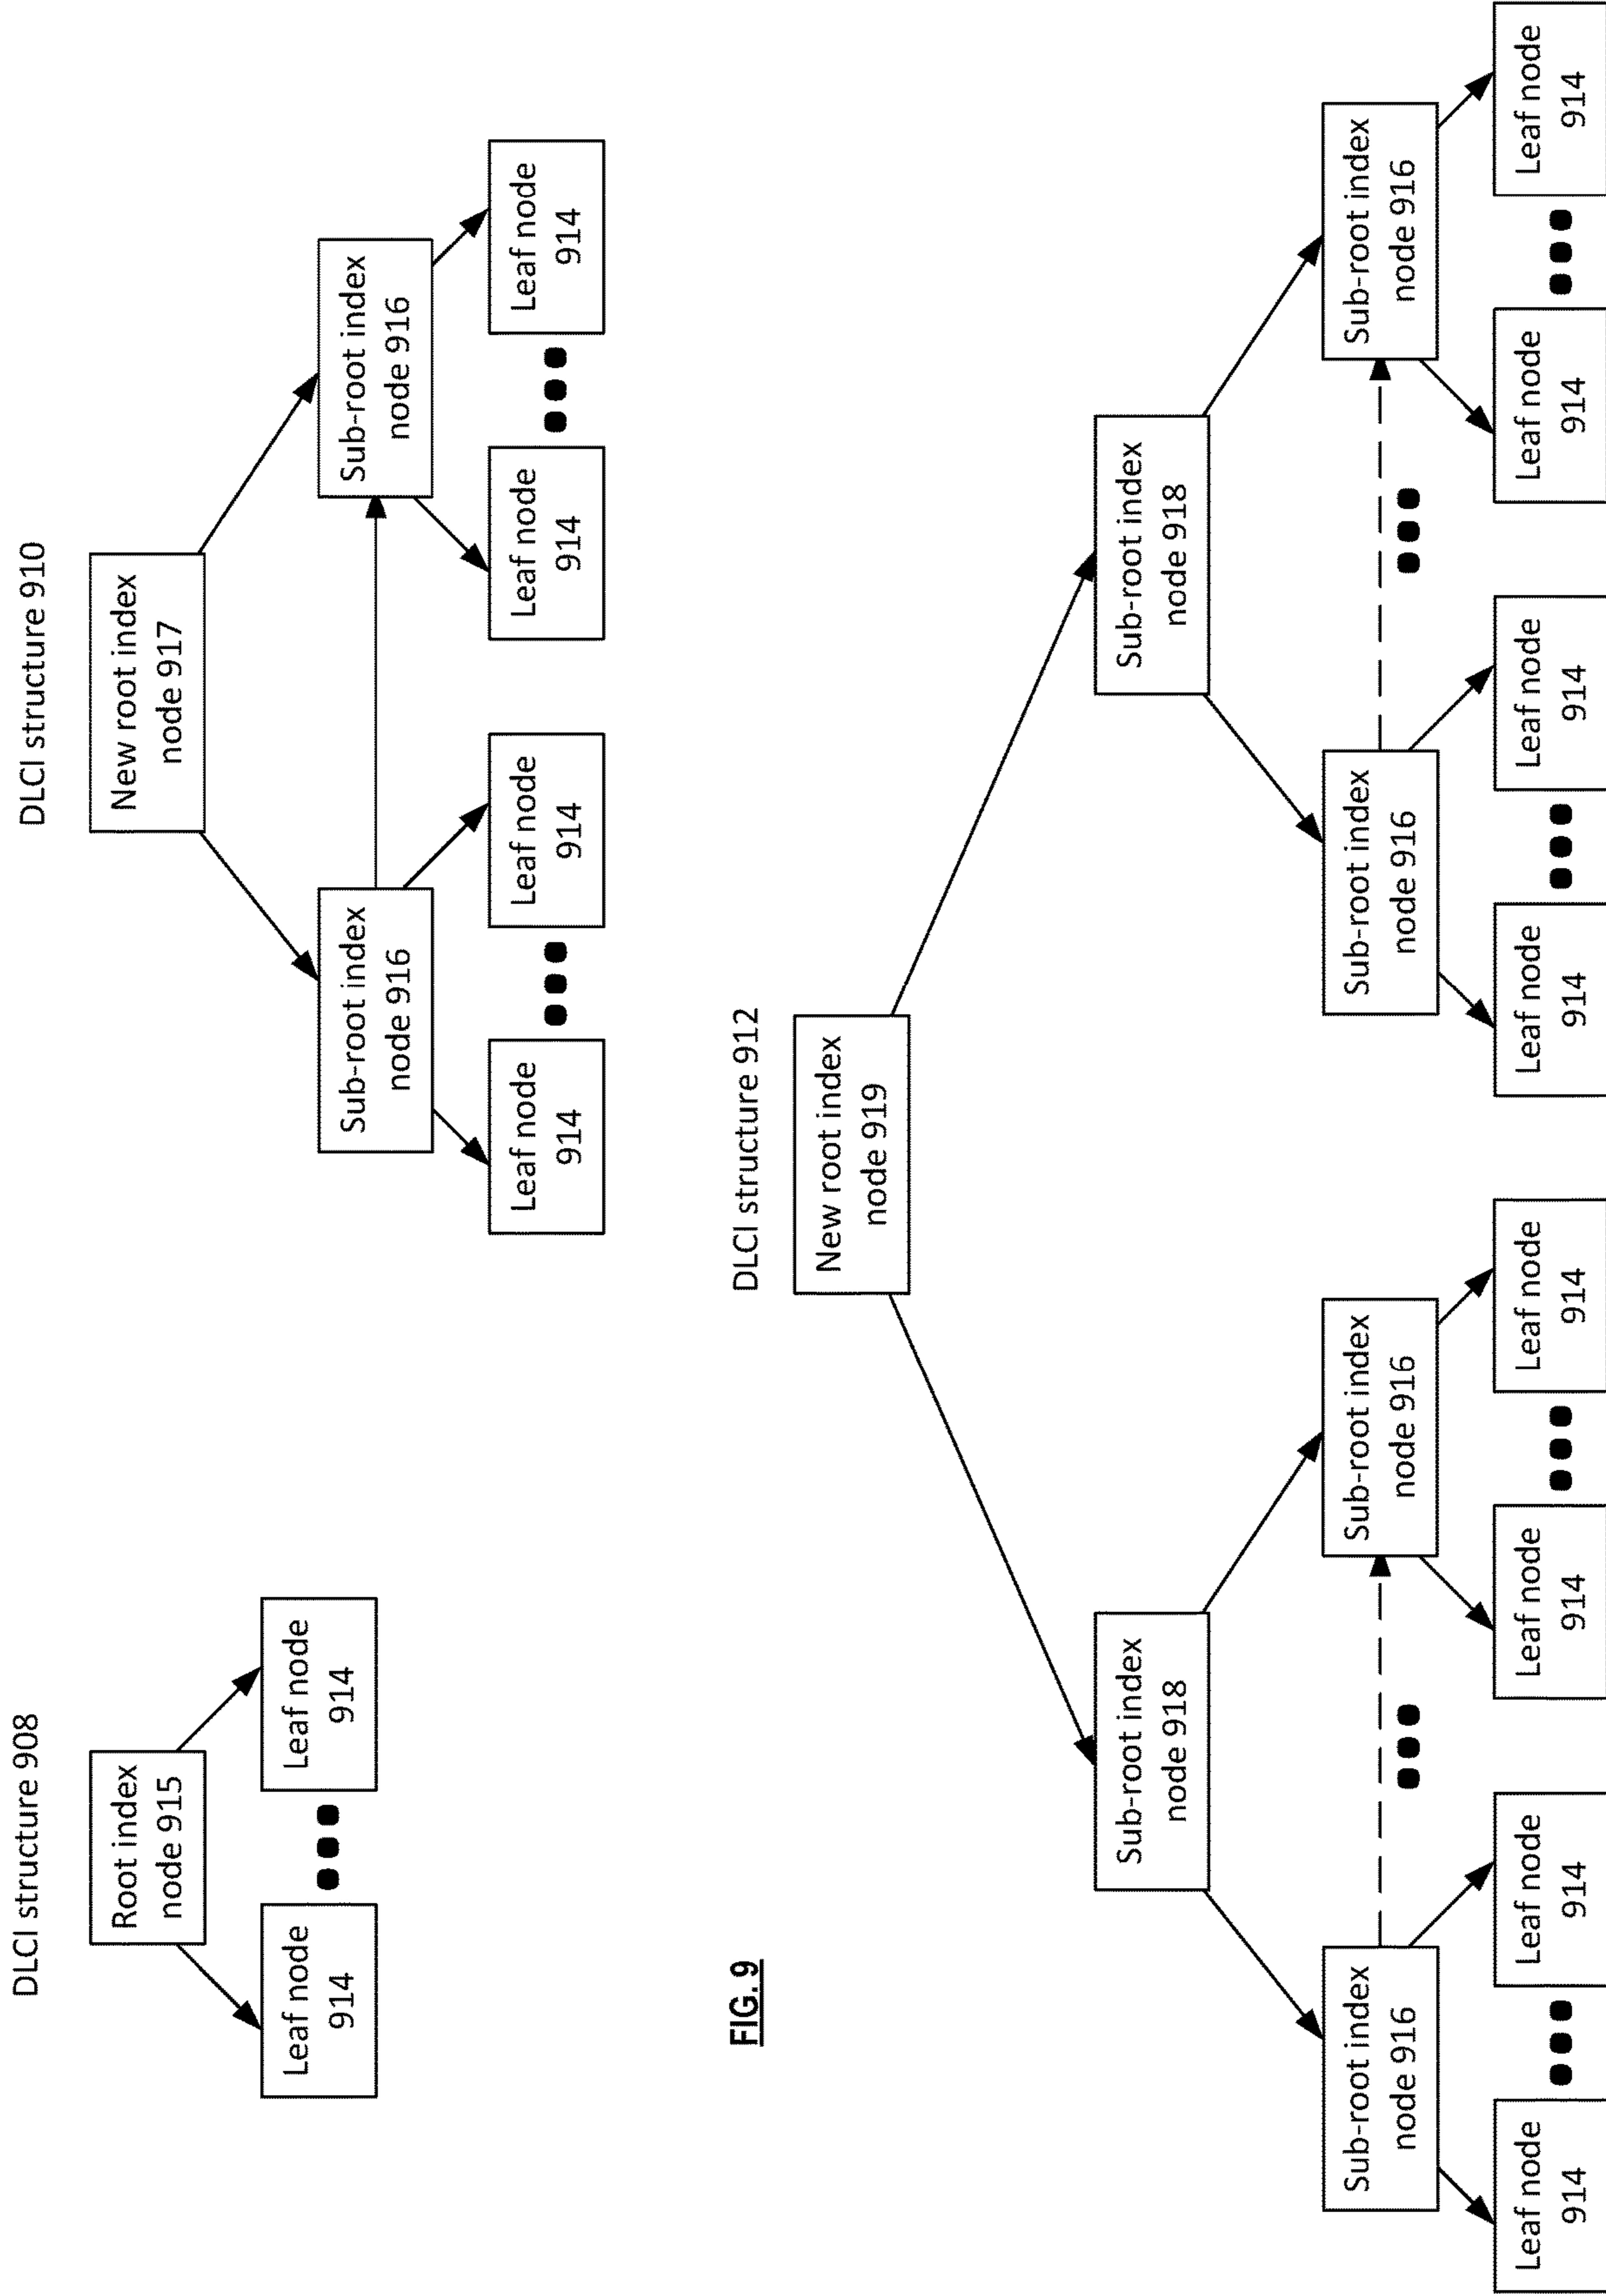 DLCI structure 908
Root index
node 915
Leaf node
914
Leaf node
914
DLCI structure 910
New root index
node 917
Sub-root index
node 916
Sub-root index
node 916
Leaf node
914
Leaf node
914
Leaf node
914
Leaf node
914
FIG. 9
DLCI structure 912
New root index
node 919
Sub-root index
node 918
Sub-root index
node 918
Sub-root index
node 916
Sub-root index
node 916
Sub-root index
node 916
Sub-root index
node 916
Leaf node
914
Leaf node
914
Leaf node
914
Leaf node
914
Leaf node
914
Leaf node
914
Leaf node
914
Leaf node
914